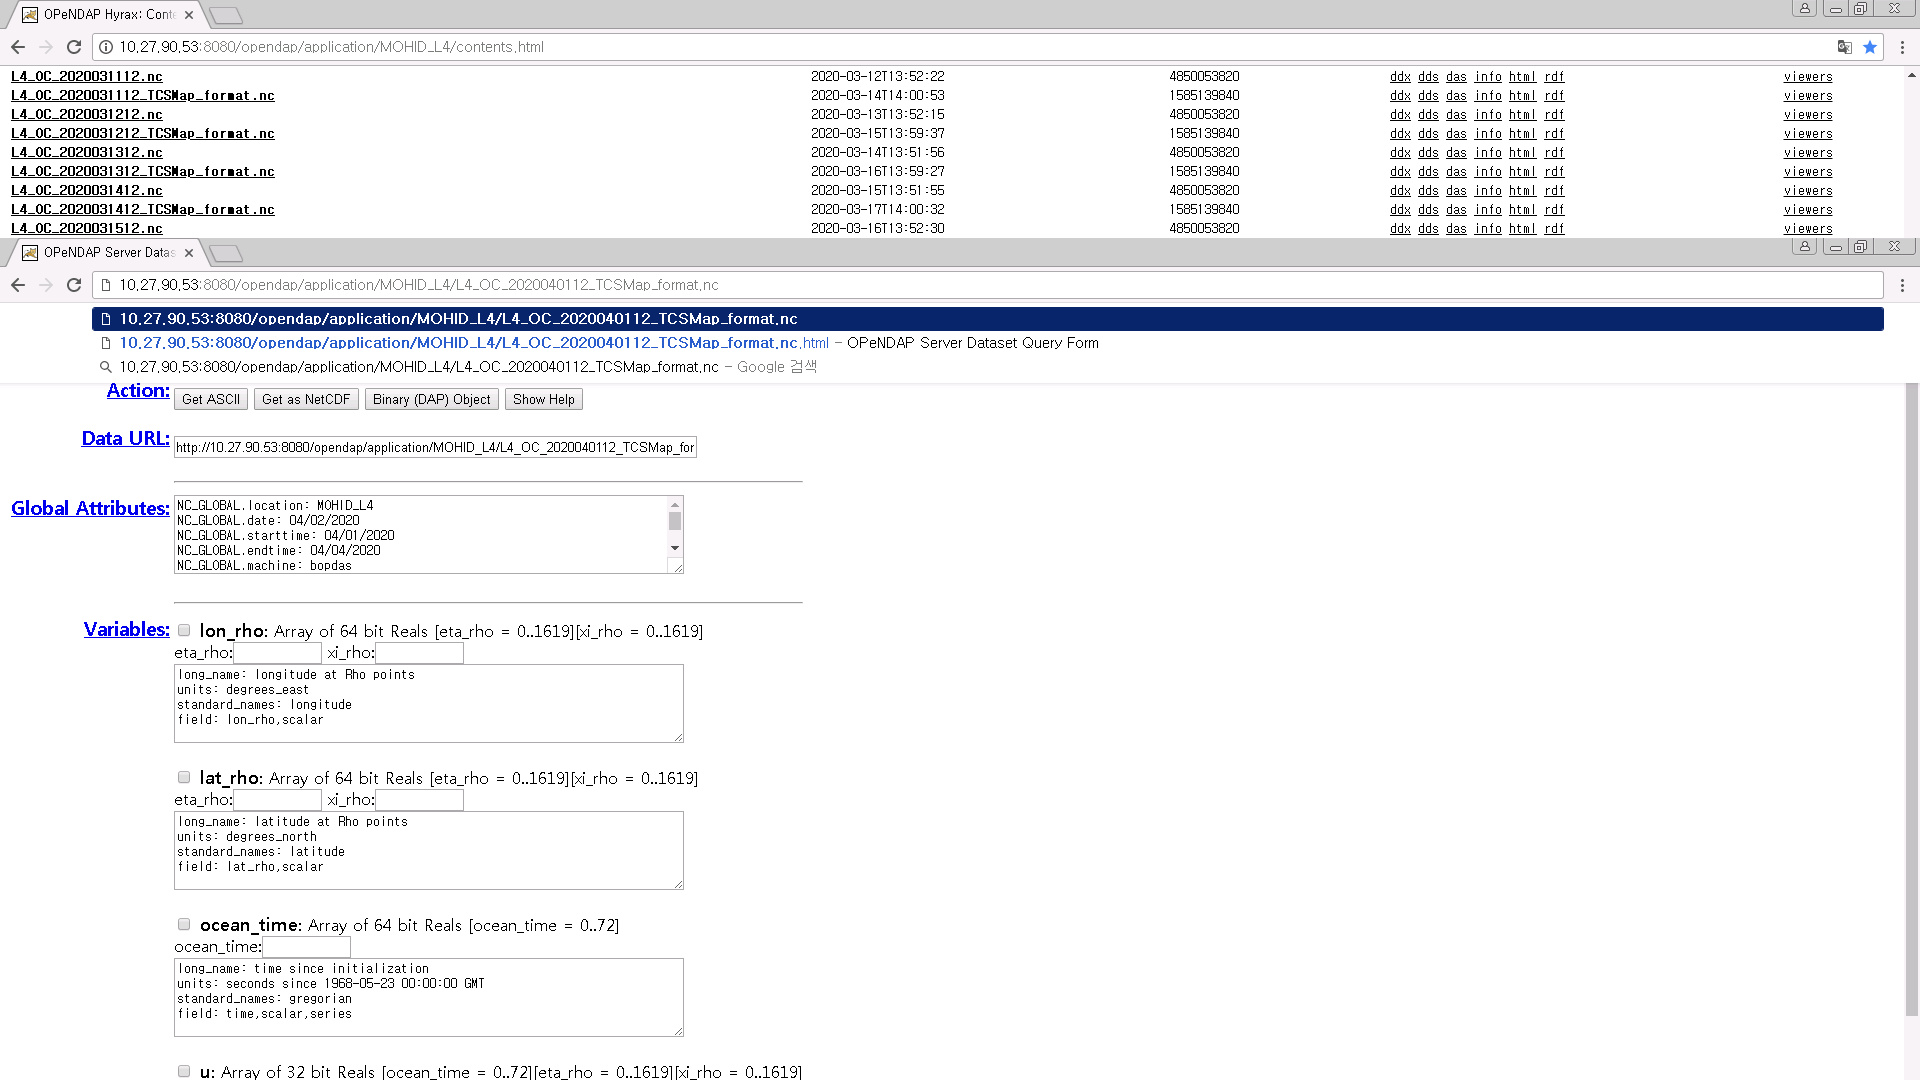 OPeNDAP Hyrax: Conte
10.27.90.53:8080/opendap/application/MOHID_L4/contents.html
L4_OC_2020031112.nc 2020-03-12T13:52:22 4850053820 ddx dds das info html rdf viewers
L4_OC_2020031112_TCSMap_format.nc 2020-03-14T14:00:53 1585139840 ddx dds das info html rdf viewers
L4_OC_2020031212.nc 2020-03-13T13:52:15 4850053820 ddx dds das info html rdf viewers
L4_OC_2020031212_TCSMap_format.nc 2020-03-15T13:59:37 1585139840 ddx dds das info html rdf viewers
L4_OC_2020031312.nc 2020-03-14T13:51:56 4850053820 ddx dds das info html rdf viewers
L4_OC_2020031312_TCSMap_format.nc 2020-03-16T13:59:27 1585139840 ddx dds das info html rdf viewers
L4_OC_2020031412.nc 2020-03-15T13:51:55 4850053820 ddx dds das info html rdf viewers
L4_OC_2020031412_TCSMap_format.nc 2020-03-17T14:00:32 1585139840 ddx dds das info html rdf viewers
L4_OC_2020031512.nc 2020-03-16T13:52:30 4850053820 ddx dds das info html rdf viewers
OPeNDAP Server Datas
10.27.90.53:8080/opendap/application/MOHID_L4/L4_OC_2020040112_TCSMap_format.nc
10.27.90.53:8080/opendap/application/MOHID_L4/L4_OC_2020040112_TCSMap_format.nc
10.27.90.53:8080/opendap/application/MOHID_L4/L4_OC_2020040112_TCSMap_format.nc.html - OPeNDAP Server Dataset Query Form
10.27.90.53:8080/opendap/application/MOHID_L4/L4_OC_2020040112_TCSMap_format.nc - Google 검색
Action: Get ASCII Get as NetCDF Binary (DAP) Object Show Help
Data URL: http://10.27.90.53:8080/opendap/application/MOHID_L4/L4_OC_2020040112_TCSMap_for
Global Attributes: NC_GLOBAL.location: MOHID_L4
NC_GLOBAL.date: 04/02/2020
NC_GLOBAL.starttime: 04/01/2020
NC_GLOBAL.endtime: 04/04/2020
NC_GLOBAL.machine: bopdas
Variables: lon_rho: Array of 64 bit Reals [eta_rho = 0..1619][xi_rho = 0..1619]
eta_rho: xi_rho:
long_name: longitude at Rho points
units: degrees_east
standard_names: longitude
field: lon_rho,scalar
lat_rho: Array of 64 bit Reals [eta_rho = 0..1619][xi_rho = 0..1619]
eta_rho: xi_rho:
long_name: latitude at Rho points
units: degrees_north
standard_names: latitude
field: lat_rho,scalar
ocean_time: Array of 64 bit Reals [ocean_time = 0..72]
ocean_time:
long_name: time since initialization
units: seconds since 1968-05-23 00:00:00 GMT
standard_names: gregorian
field: time,scalar,series
u: Array of 32 bit Reals [ocean_time = 0..72][eta_rho = 0..1619][xi_rho = 0..1619]